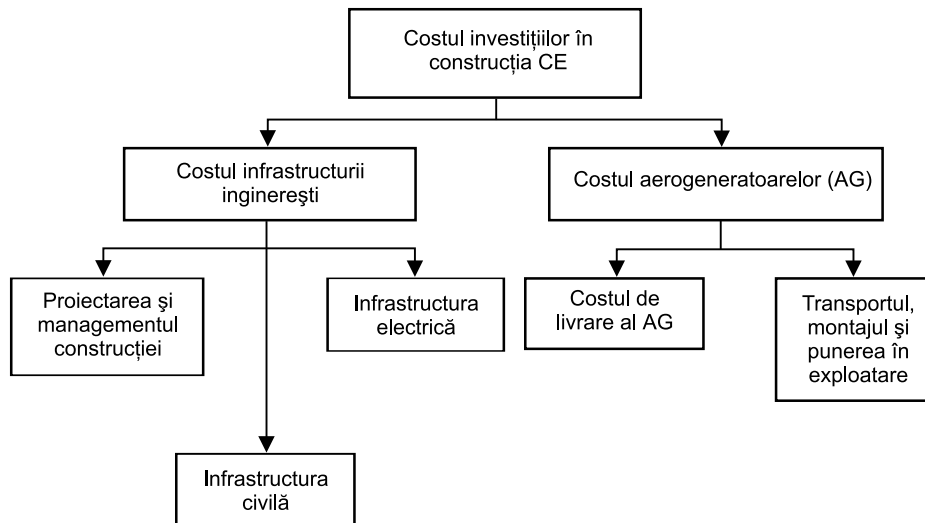 Costul investițiilor în
construcția CE
Costul infrastructurii
inginereşti
Costul aerogeneratoarelor (AG)
Proiectarea şi
managementul
construcției
Infrastructura
electrică
Costul de
livrare al AG
Transportul,
montajul şi
punerea în
exploatare
Infrastructura
civilă